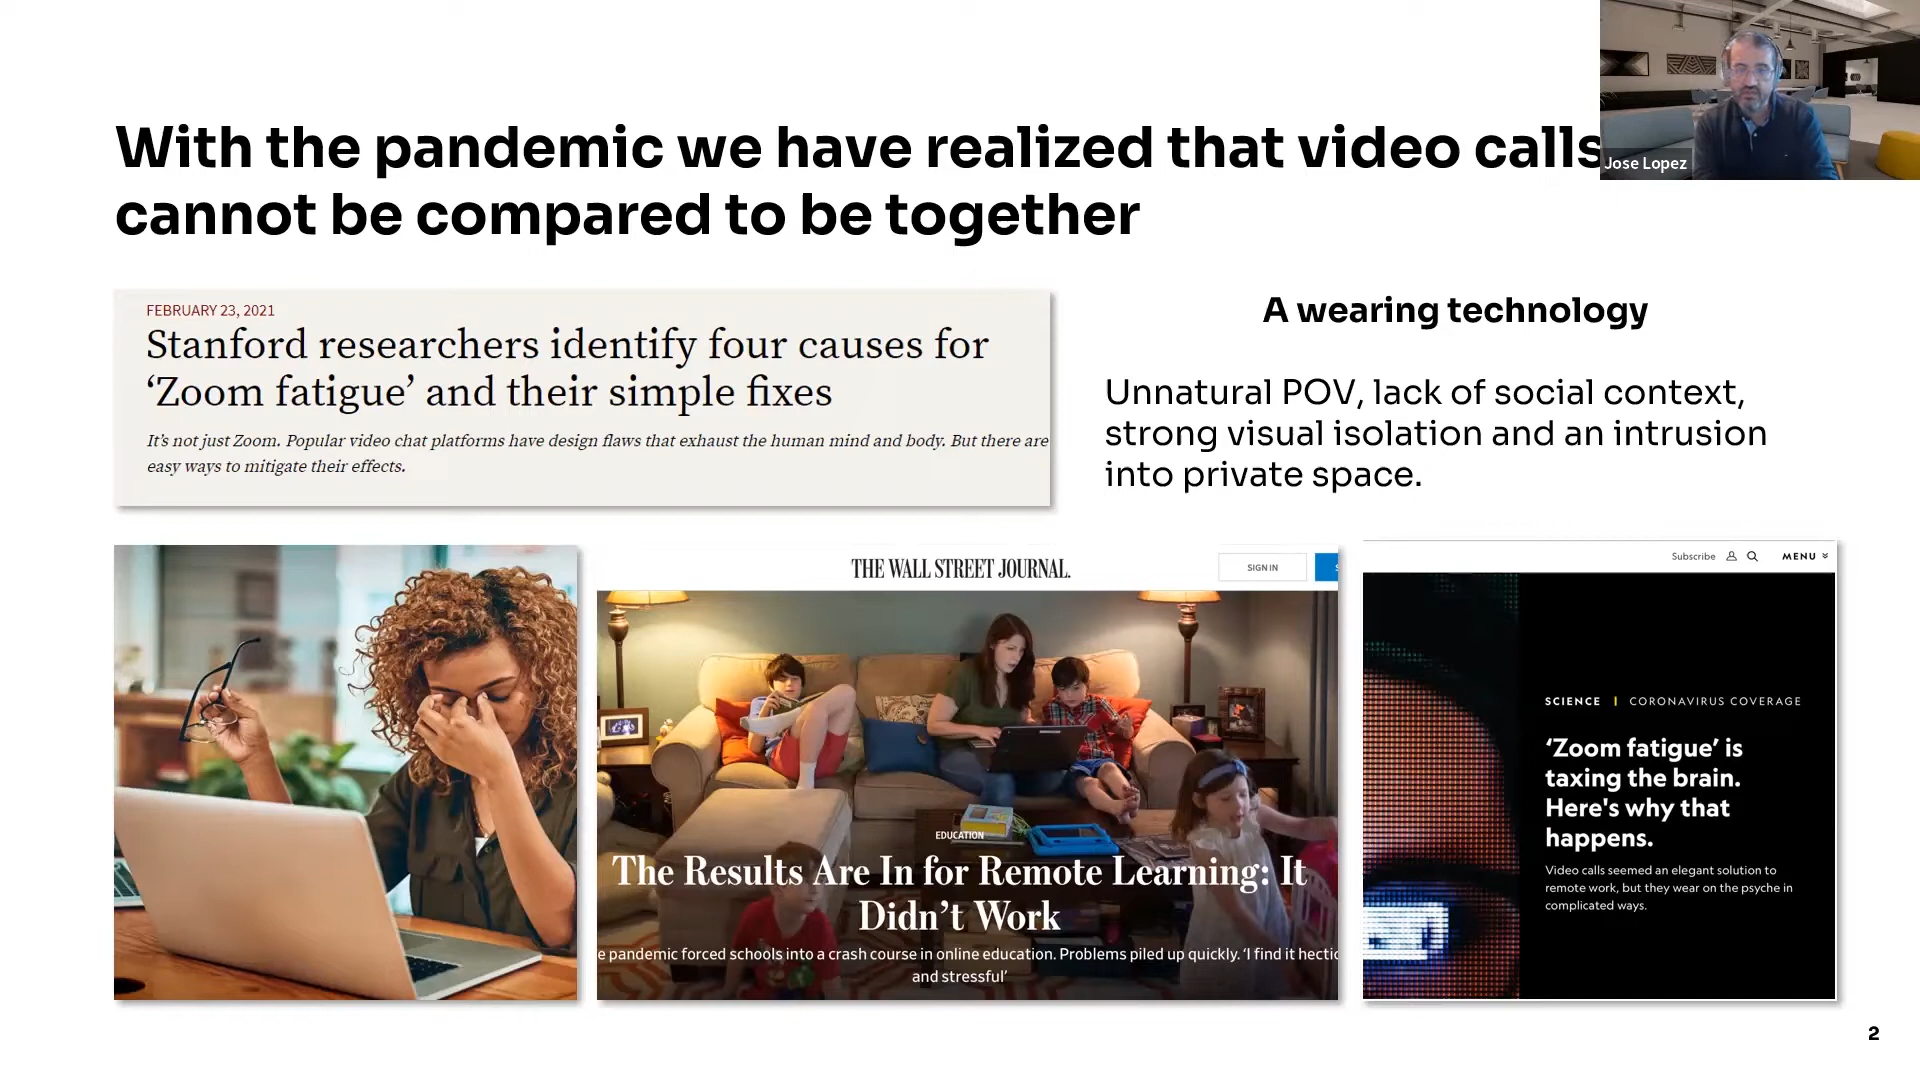 With the pandemic we have realized that video calls
cannot be compared to be together
Jose Lopez
FEBRUARY 23, 2021
Stanford researchers identify four causes for
‘Zoom fatigue’ and their simple fixes
It’s not just Zoom. Popular video chat platforms have design flaws that exhaust the human mind and body. But there are
easy ways to mitigate their effects.
A wearing technology
Unnatural POV, lack of social context,
strong visual isolation and an intrusion
into private space.
THE WALL STREET JOURNAL.
SIGN IN
S
EDUCATION
The Results Are In for Remote Learning: It
Didn’t Work
e pandemic forced schools into a crash course in online education. Problems piled up quickly. ‘I find it hectic
and stressful’
Subscribe
MENU
SCIENCE | CORONAVIRUS COVERAGE
‘Zoom fatigue’ is
taxing the brain.
Here's why that
happens.
Video calls seemed an elegant solution to
remote work, but they wear on the psyche in
complicated ways.
2